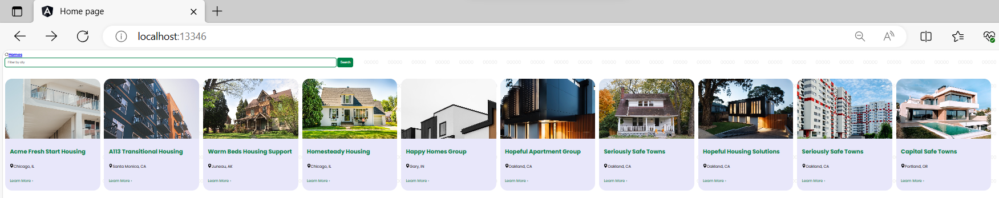 Home page
localhost:13346
Homes
Filter by city
Search
Acme Fresh Start Housing
Chicago, IL
Learn More ›
A113 Transitional Housing
Santa Monica, CA
Learn More ›
Warm Beds Housing Support
Juneau, AK
Learn More ›
Homesteady Housing
Chicago, IL
Learn More ›
Happy Homes Group
Gary, IN
Learn More ›
Hopeful Apartment Group
Oakland, CA
Learn More ›
Seriously Safe Towns
Oakland, CA
Learn More ›
Hopeful Housing Solutions
Oakland, CA
Learn More ›
Seriously Safe Towns
Oakland, CA
Learn More ›
Capital Safe Towns
Portland, OR
Learn More ›